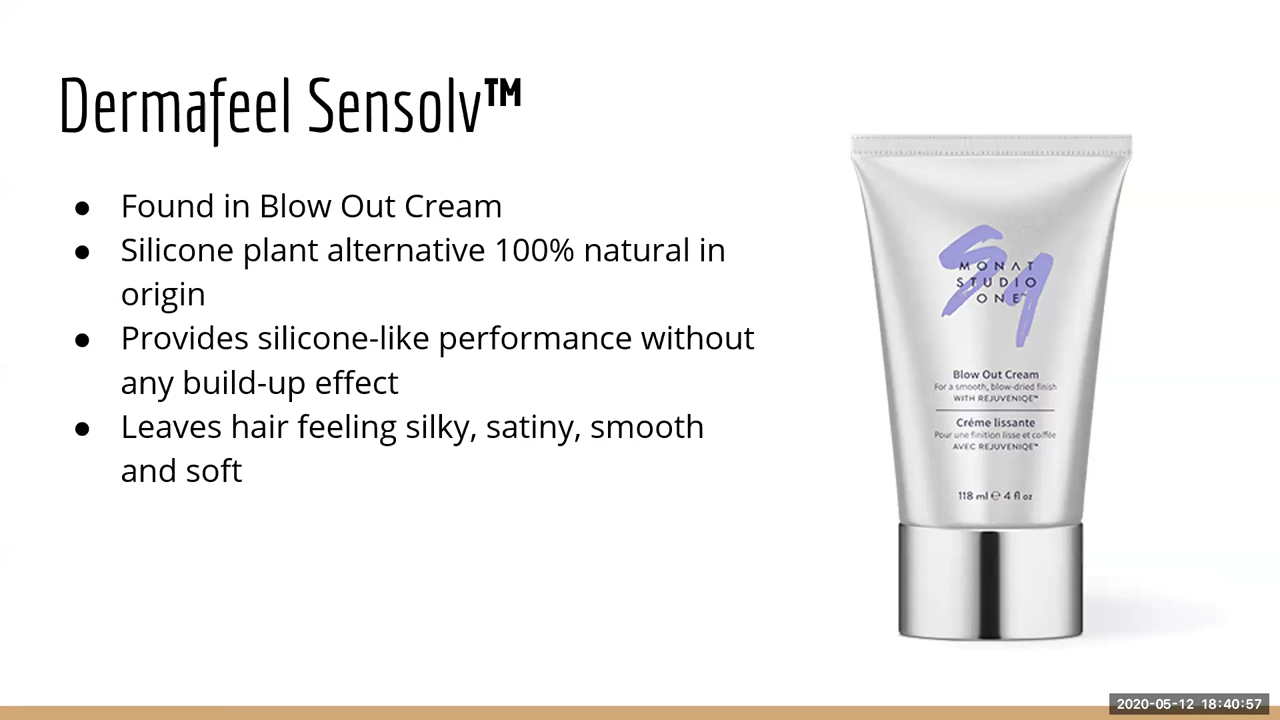 Dermafeel Sensolv™
● Found in Blow Out Cream
● Silicone plant alternative 100% natural in
origin
● Provides silicone-like performance without
any build-up effect
● Leaves hair feeling silky, satiny, smooth
and soft
MONAT
STUDIO
ONE™
Blow Out Cream
For a smooth, blow-dried finish
WITH REJUVENIQE™
Créme lissante
Pour une finition lisse et coiffée
AVEC REJUVENIQE™
118 ml ℮ 4 fl oz
2020-05-12 18:40:57